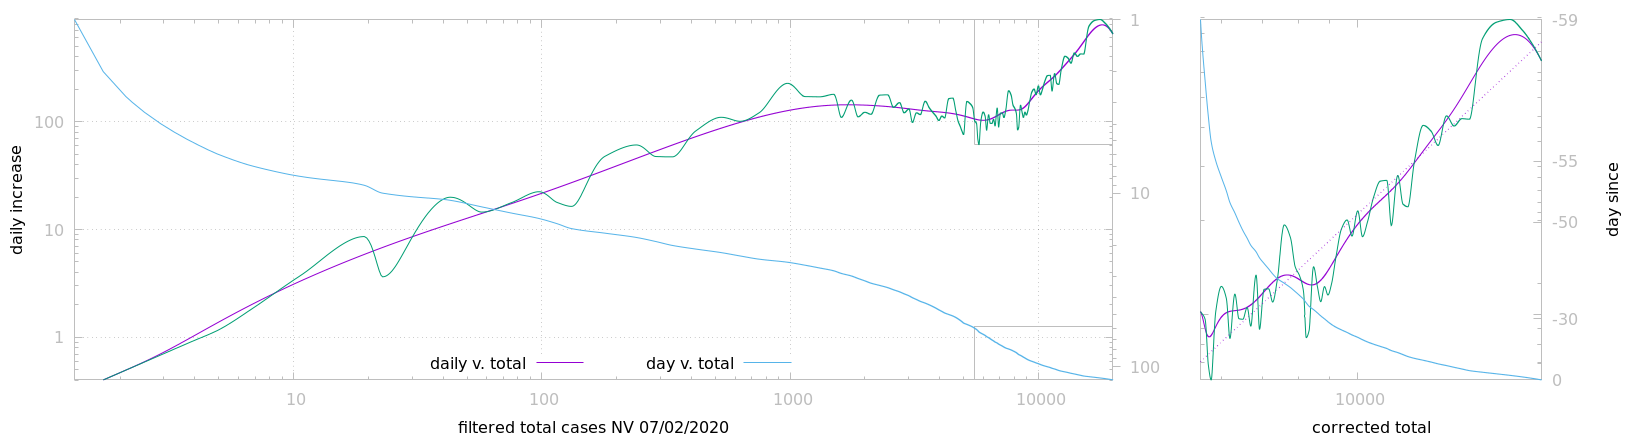 daily increase
100
10
1
1
10
100
daily v. total
day v. total
10
100
1000
10000
filtered total cases NV 07/02/2020
-59
-55
-50
-30
0
day since
10000
corrected total